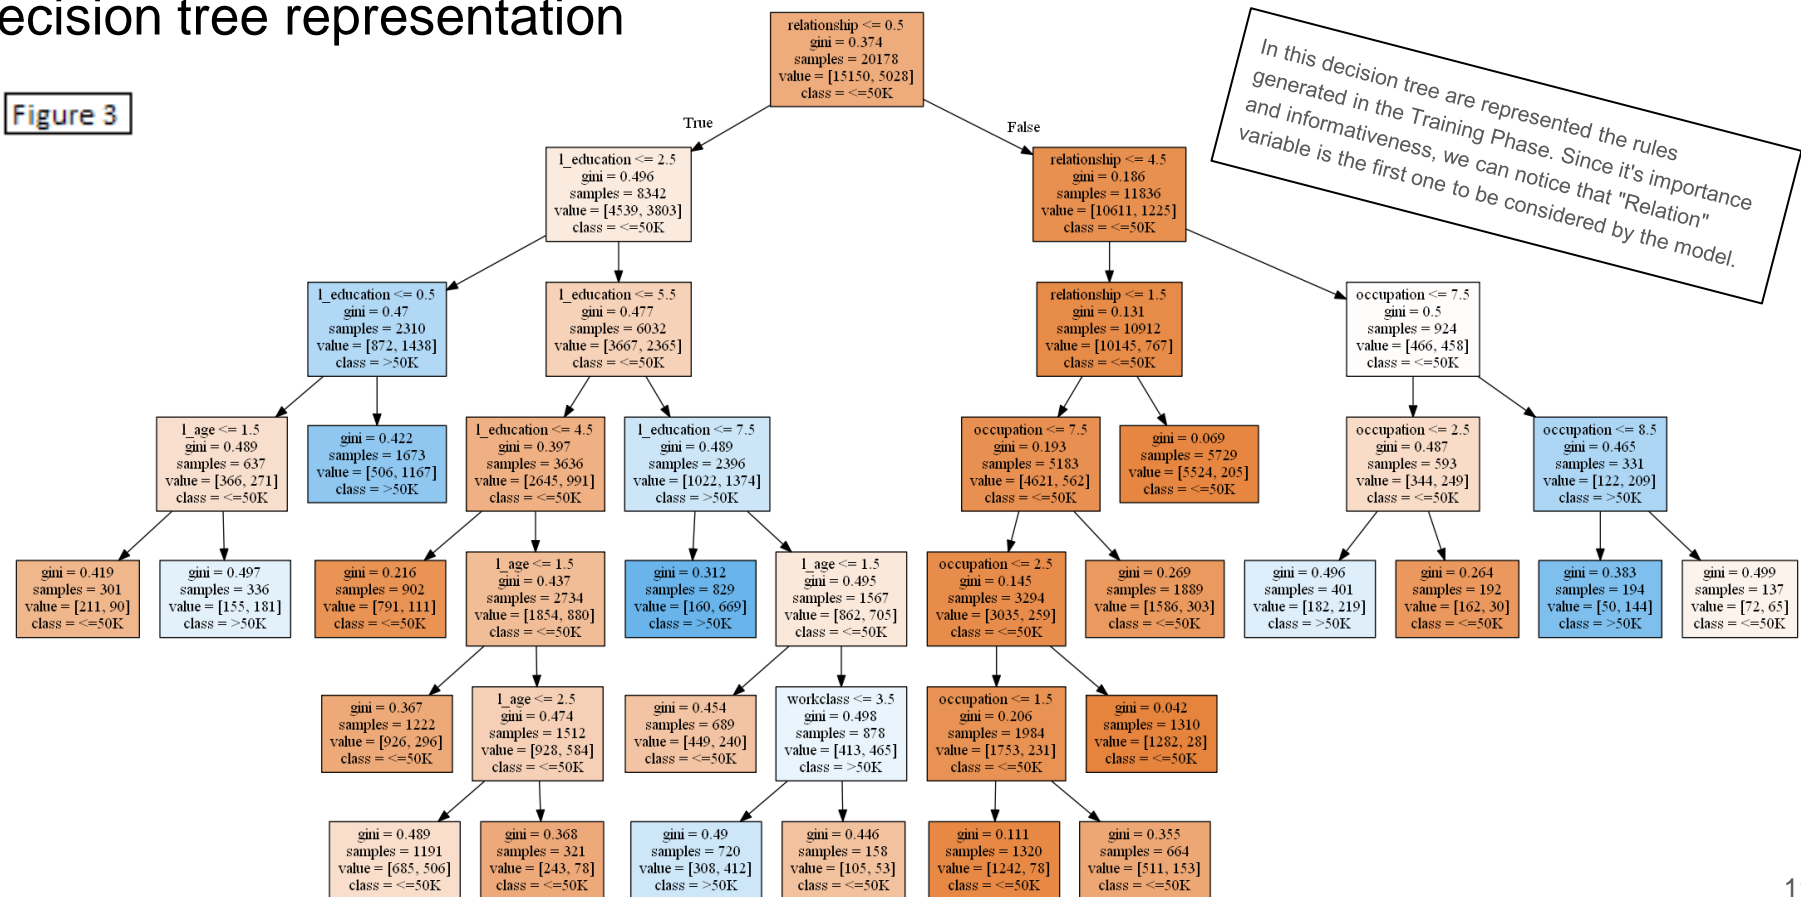 ecision tree representation
Figure 3
In this decision tree are represented the rules
generated in the Training Phase. Since it's importance
and informativeness, we can notice that "Relation"
variable is the first one to be considered by the model.
relationship <= 0.5
gini = 0.374
samples = 20178
value = [15150, 5028]
class = <=50K
True
False
l_education <= 2.5
gini = 0.496
samples = 8342
value = [4539, 3803]
class = <=50K
relationship <= 4.5
gini = 0.186
samples = 11836
value = [10611, 1225]
class = <=50K
l_education <= 0.5
gini = 0.47
samples = 2310
value = [872, 1438]
class = >50K
l_education <= 5.5
gini = 0.477
samples = 6032
value = [3667, 2365]
class = <=50K
relationship <= 1.5
gini = 0.131
samples = 10912
value = [10145, 767]
class = <=50K
occupation <= 7.5
gini = 0.5
samples = 924
value = [466, 458]
class = <=50K
l_age <= 1.5
gini = 0.489
samples = 637
value = [366, 271]
class = <=50K
gini = 0.422
samples = 1673
value = [506, 1167]
class = >50K
l_education <= 4.5
gini = 0.397
samples = 3636
value = [2645, 991]
class = <=50K
l_education <= 7.5
gini = 0.489
samples = 2396
value = [1022, 1374]
class = >50K
occupation <= 7.5
gini = 0.193
samples = 5183
value = [4621, 562]
class = <=50K
gini = 0.069
samples = 5729
value = [5524, 205]
class = <=50K
occupation <= 2.5
gini = 0.487
samples = 593
value = [344, 249]
class = <=50K
occupation <= 8.5
gini = 0.465
samples = 331
value = [122, 209]
class = >50K
gini = 0.419
samples = 301
value = [211, 90]
class = <=50K
gini = 0.497
samples = 336
value = [155, 181]
class = >50K
gini = 0.216
samples = 902
value = [791, 111]
class = <=50K
l_age <= 1.5
gini = 0.437
samples = 2734
value = [1854, 880]
class = <=50K
gini = 0.312
samples = 829
value = [160, 669]
class = >50K
l_age <= 1.5
gini = 0.495
samples = 1567
value = [862, 705]
class = <=50K
occupation <= 2.5
gini = 0.145
samples = 3294
value = [3035, 259]
class = <=50K
gini = 0.269
samples = 1889
value = [1586, 303]
class = <=50K
gini = 0.496
samples = 401
value = [182, 219]
class = >50K
gini = 0.264
samples = 192
value = [162, 30]
class = <=50K
gini = 0.383
samples = 194
value = [50, 144]
class = >50K
gini = 0.499
samples = 137
value = [72, 65]
class = <=50K
gini = 0.367
samples = 1222
value = [926, 296]
class = <=50K
l_age <= 2.5
gini = 0.474
samples = 1512
value = [928, 584]
class = <=50K
gini = 0.454
samples = 689
value = [449, 240]
class = <=50K
workclass <= 3.5
gini = 0.498
samples = 878
value = [413, 465]
class = >50K
occupation <= 1.5
gini = 0.206
samples = 1984
value = [1753, 231]
class = <=50K
gini = 0.042
samples = 1310
value = [1282, 28]
class = <=50K
gini = 0.489
samples = 1191
value = [685, 506]
class = <=50K
gini = 0.368
samples = 321
value = [243, 78]
class = <=50K
gini = 0.49
samples = 720
value = [308, 412]
class = >50K
gini = 0.446
samples = 158
value = [105, 53]
class = <=50K
gini = 0.111
samples = 1320
value = [1242, 78]
class = <=50K
gini = 0.355
samples = 664
value = [511, 153]
class = <=50K